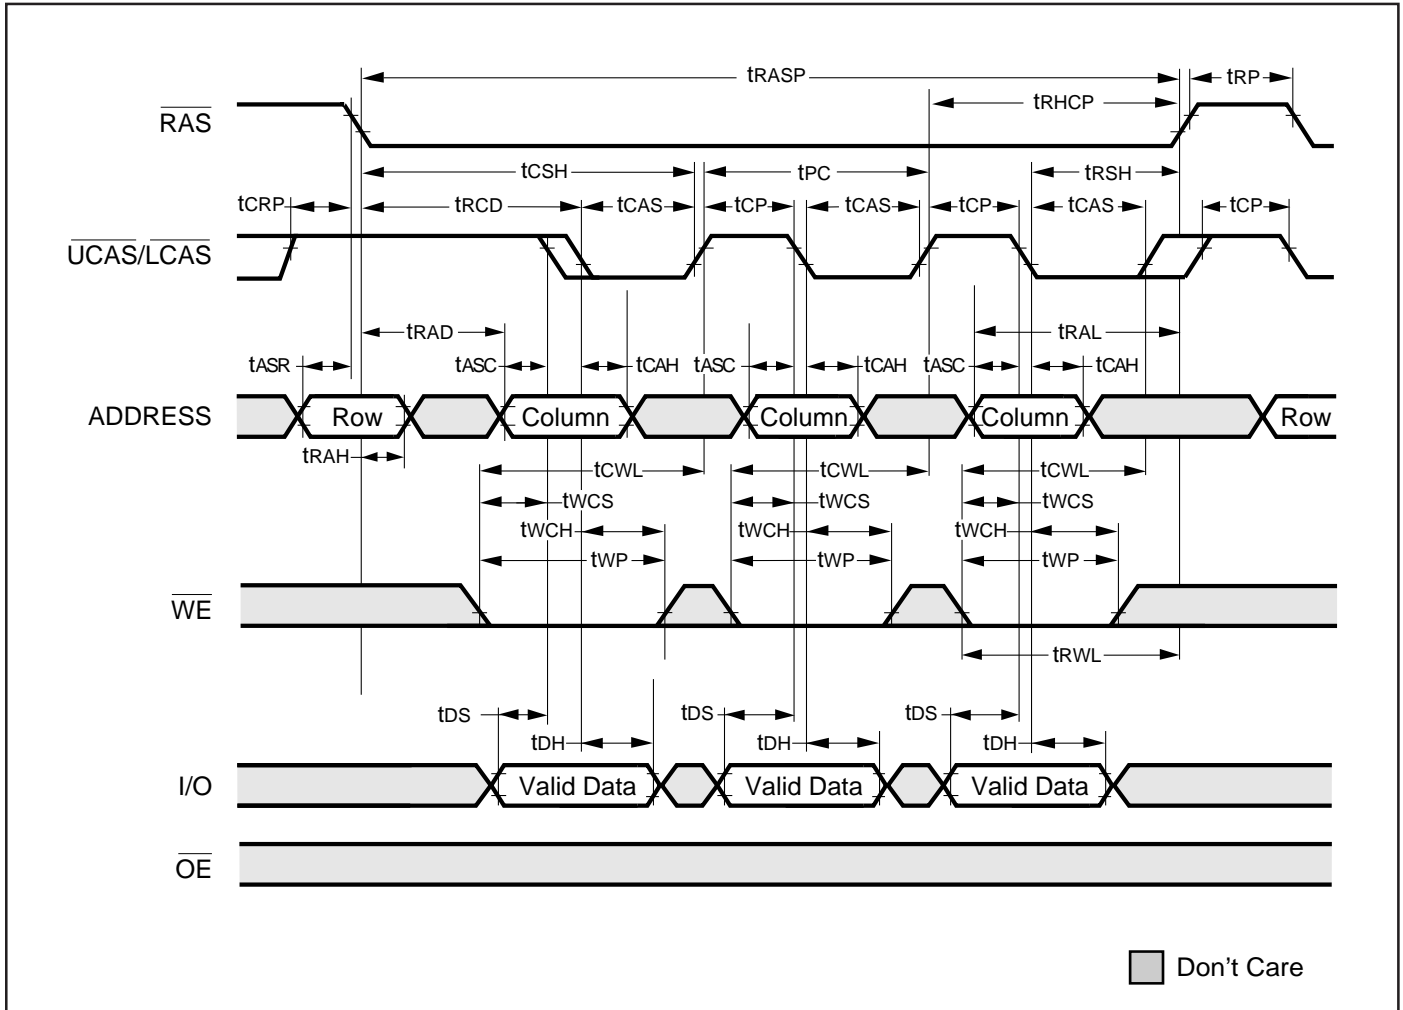 tRASP tRP
tRHCP
RAS
tCSH tPC tRSH
tCRP tRCD tCAS tCP tCAS tCP tCAS tCP
UCAS/LCAS
tRAD tRAL
tASR tASC tCAH tASC tCAH tASC tCAH
ADDRESS Row Column Column Column Row
tRAH tCWL tCWL tCWL
tWCS tWCS tWCS
tWCH tWCH tWCH
tWP tWP tWP
WE
tRWL
tDS tDS tDS
tDH tDH tDH
I/O Valid Data Valid Data Valid Data
OE
Don't Care